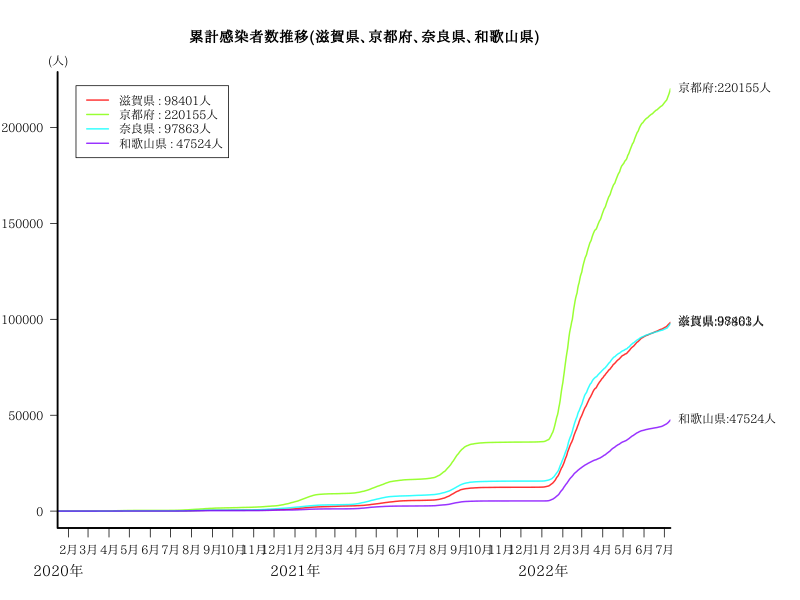 累計感染者数推移(滋賀県、京都府、奈良県、和歌山県)
(人)
滋賀県 : 98401人
京都府 : 220155人
奈良県 : 97863人
和歌山県 : 47524人
京都府:220155人
和歌山県:47524人
200000
150000
100000
50000
0
2月3月4月5月6月7月8月9月10月11月12月1月2月3月4月5月6月7月8月9月10月11月12月1月2月3月4月5月6月7月
2020年 2021年 2022年